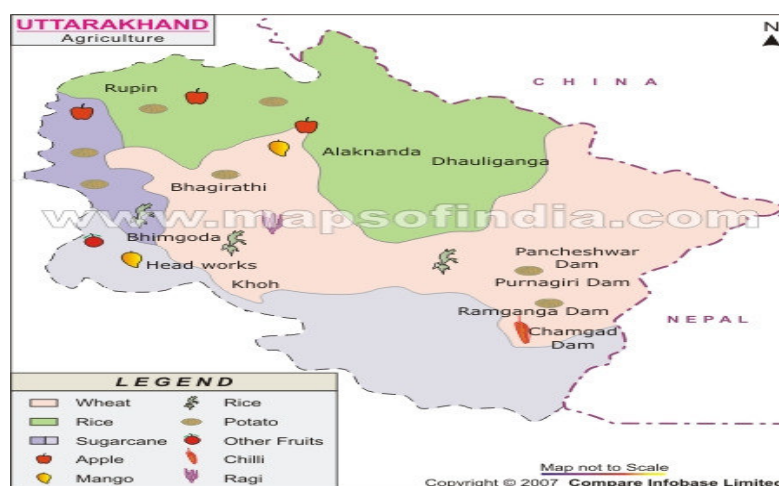 UTTARAKHAND
Agriculture
N
CHINA
Rupin
Alaknanda
Dhauliganga
Bhagirathi
www.mapsofindia.com
Bhimgoda
Head works
Khoh
Pancheshwar
Dam
Purnagiri Dam
Ramganga Dam
Chamgad
Dam
NEPAL
LEGEND
Wheat
Rice
Rice
Potato
Sugarcane
Other Fruits
Apple
Chilli
Mango
Ragi
Map not to Scale
Copyright © 2007 Compare Infobase Limited